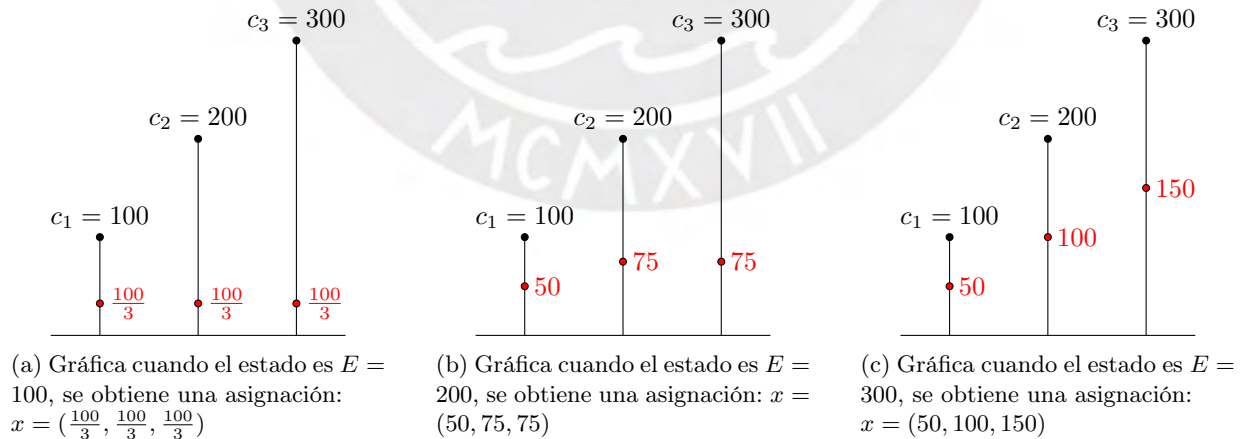 c₃ = 300
c₂ = 200
c₁ = 100
100/3
100/3
100/3
(a) Gráfica cuando el estado es E =
100, se obtiene una asignación:
x = (100/3, 100/3, 100/3)
c₃ = 300
c₂ = 200
c₁ = 100
75
75
50
(b) Gráfica cuando el estado es E =
200, se obtiene una asignación: x =
(50, 75, 75)
c₃ = 300
c₂ = 200
150
c₁ = 100
100
50
(c) Gráfica cuando el estado es E =
300, se obtiene una asignación:
x = (50, 100, 150)
MCMXVII